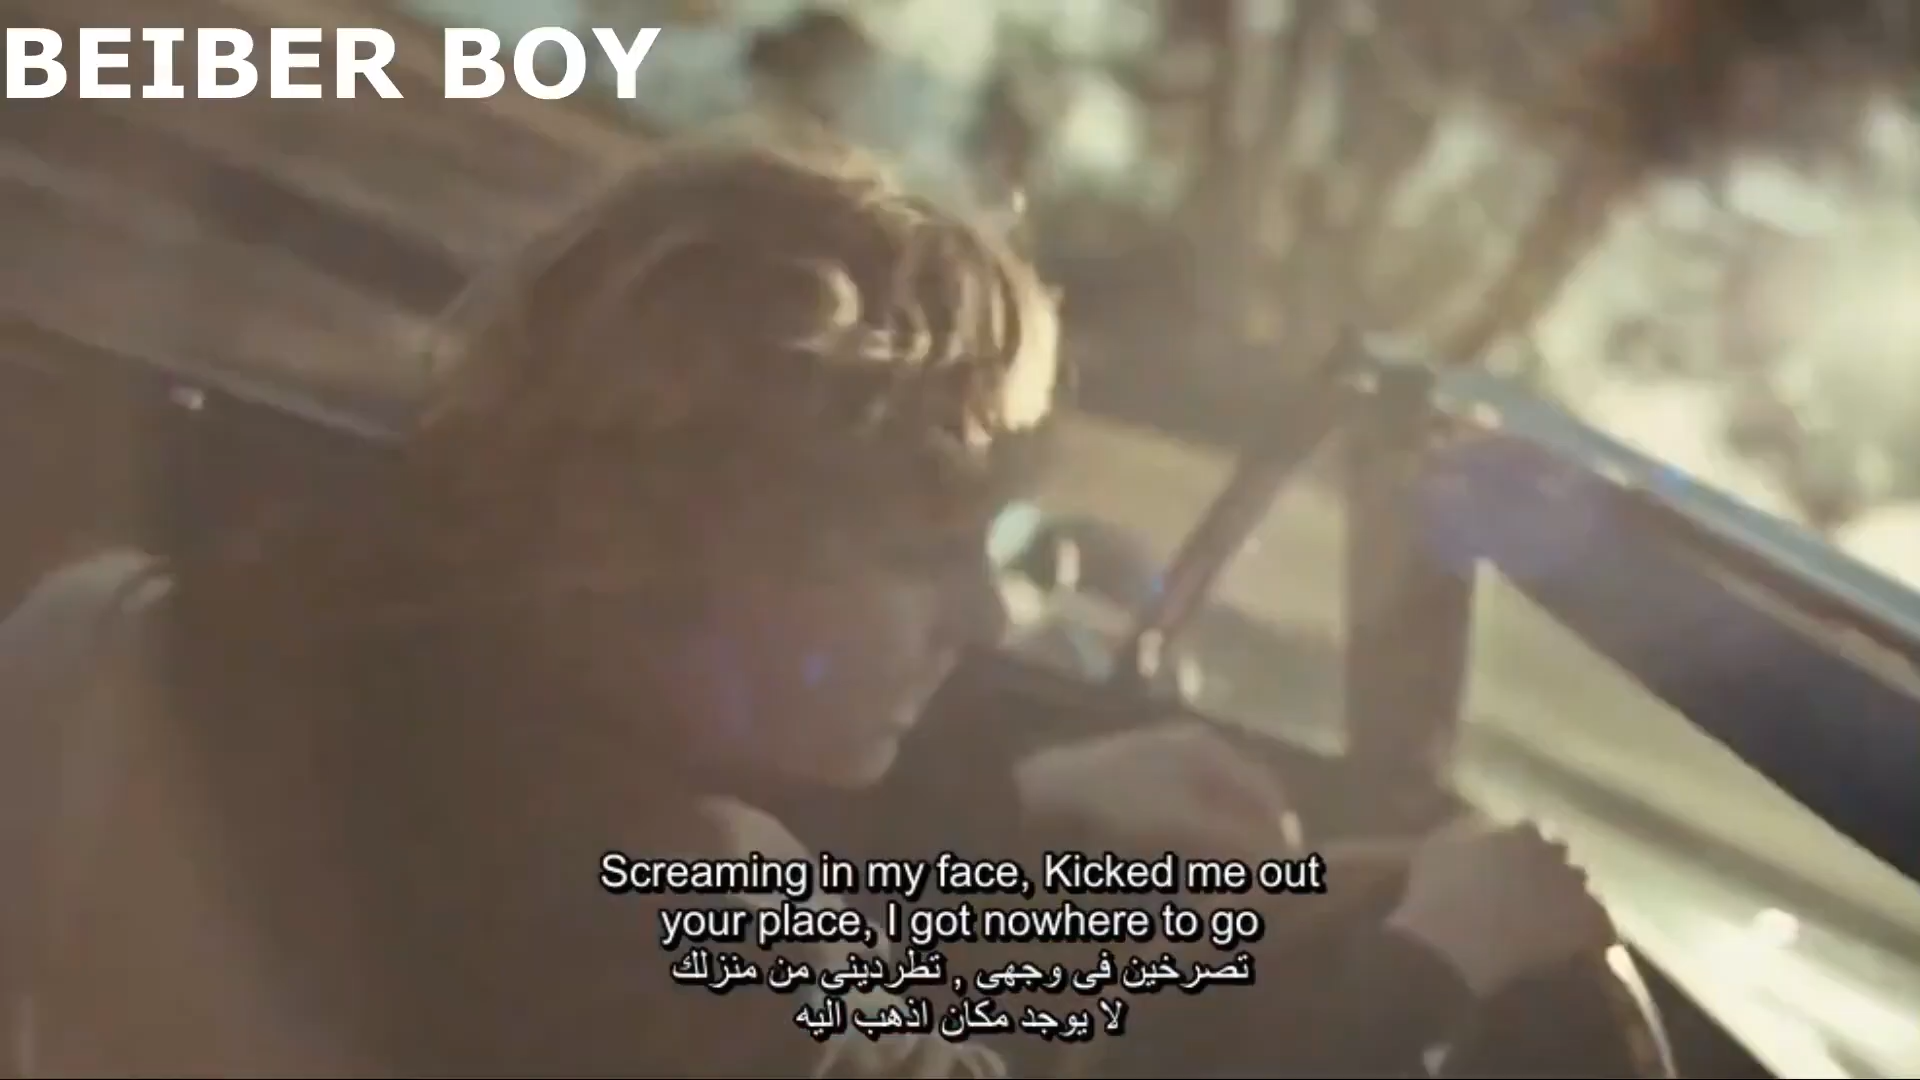 BEIBER BOY
Screaming in my face, Kicked me out
your place, I got nowhere to go
تصرخين فى وجهى , تطردينى من منزلك
لا يوجد مكان اذهب اليه